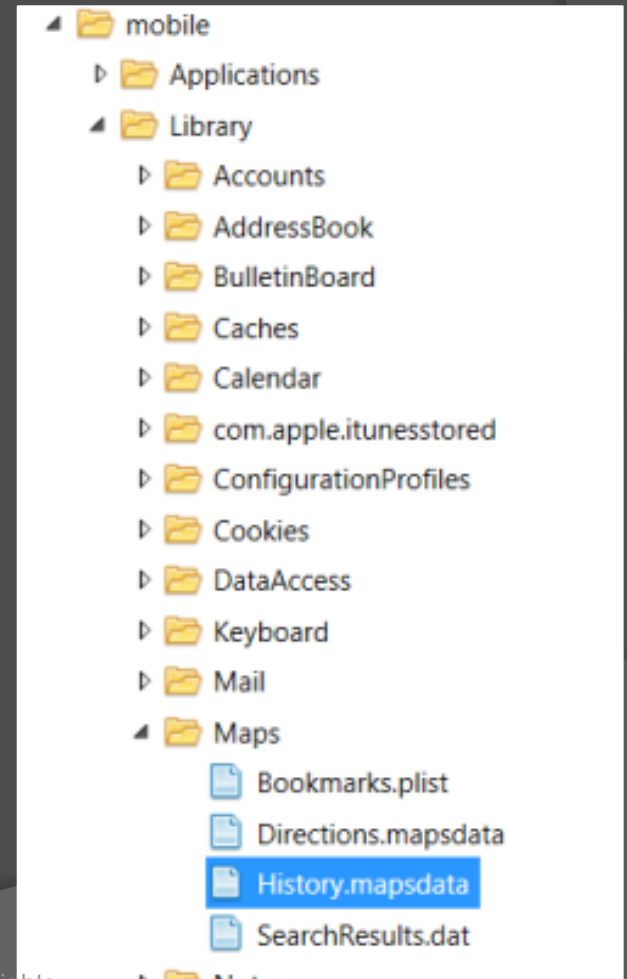 mobile
Applications
Library
Accounts
AddressBook
BulletinBoard
Caches
Calendar
com.apple.itunesstored
ConfigurationProfiles
Cookies
DataAccess
Keyboard
Mail
Maps
Bookmarks.plist
Directions.mapsdata
History.mapsdata
SearchResults.dat